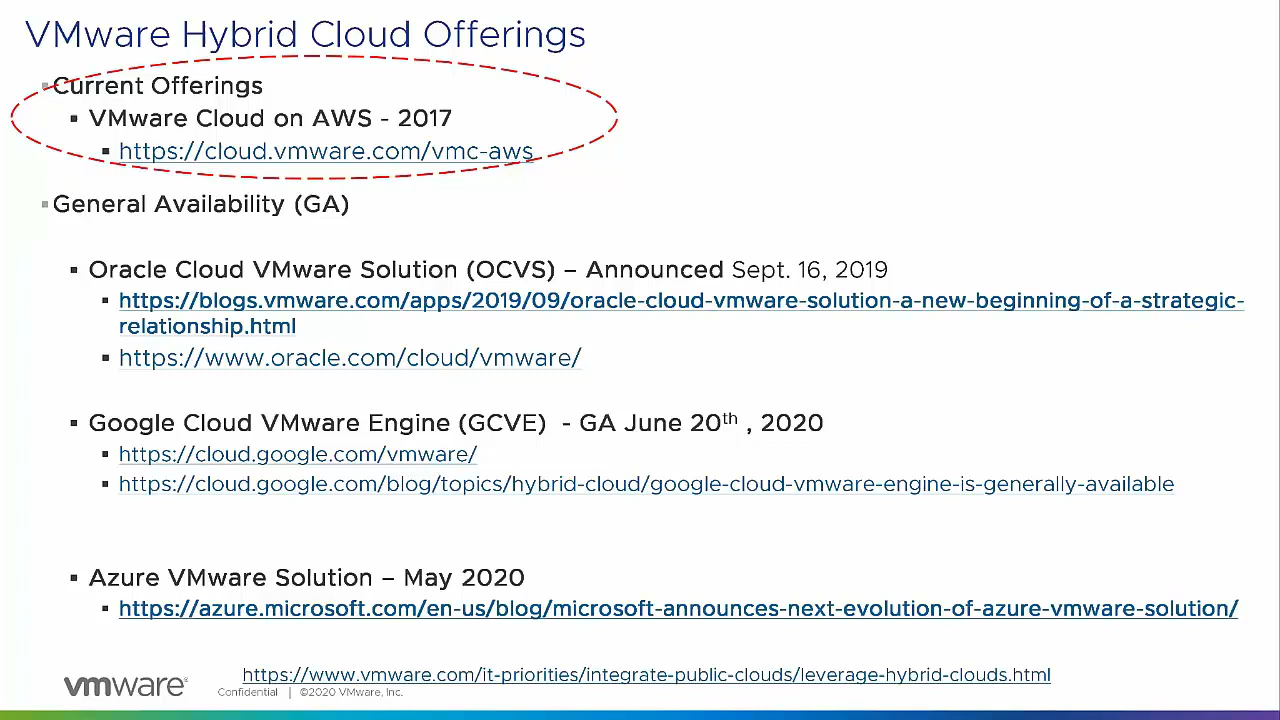 VMware Hybrid Cloud Offerings
Current Offerings
VMware Cloud on AWS - 2017
https://cloud.vmware.com/vmc-aws
General Availability (GA)
Oracle Cloud VMware Solution (OCVS) – Announced Sept. 16, 2019
https://blogs.vmware.com/apps/2019/09/oracle-cloud-vmware-solution-a-new-beginning-of-a-strategic-
relationship.html
https://www.oracle.com/cloud/vmware/
Google Cloud VMware Engine (GCVE) - GA June 20th , 2020
https://cloud.google.com/vmware/
https://cloud.google.com/blog/topics/hybrid-cloud/google-cloud-vmware-engine-is-generally-available
Azure VMware Solution – May 2020
https://azure.microsoft.com/en-us/blog/microsoft-announces-next-evolution-of-azure-vmware-solution/
https://www.vmware.com/it-priorities/integrate-public-clouds/leverage-hybrid-clouds.html
vmware®
Confidential | ©2020 VMware, Inc.